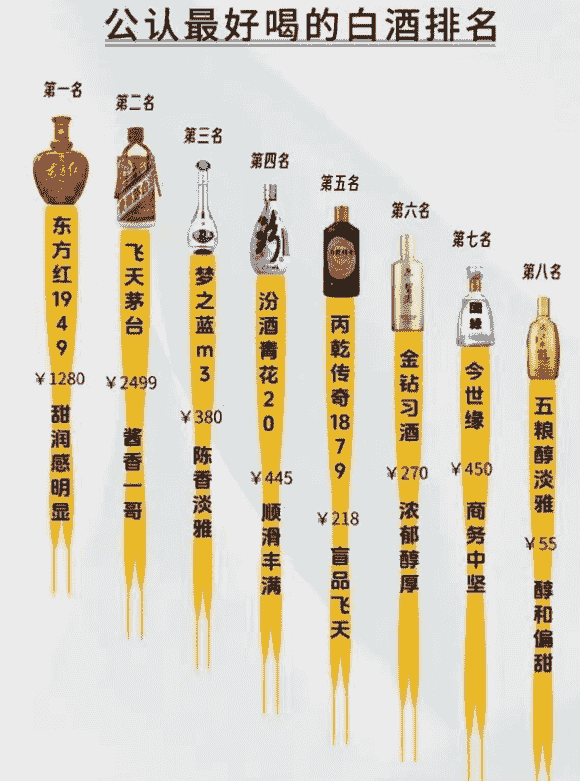 公认最好喝的白酒排名
第一名
东方红1949
￥1280
甜润感明显
第二名
飞天茅台
￥2499
酱香一哥
第三名
梦之蓝m3
￥380
陈香淡雅
第四名
汾酒青花20
￥445
顺滑丰满
第五名
丙乾传奇1879
￥218
盲品飞天
第六名
金钻习酒
￥270
浓郁醇厚
第七名
国缘
今世缘
￥450
商务中坚
第八名
五粮醇淡雅
￥55
醇和偏甜